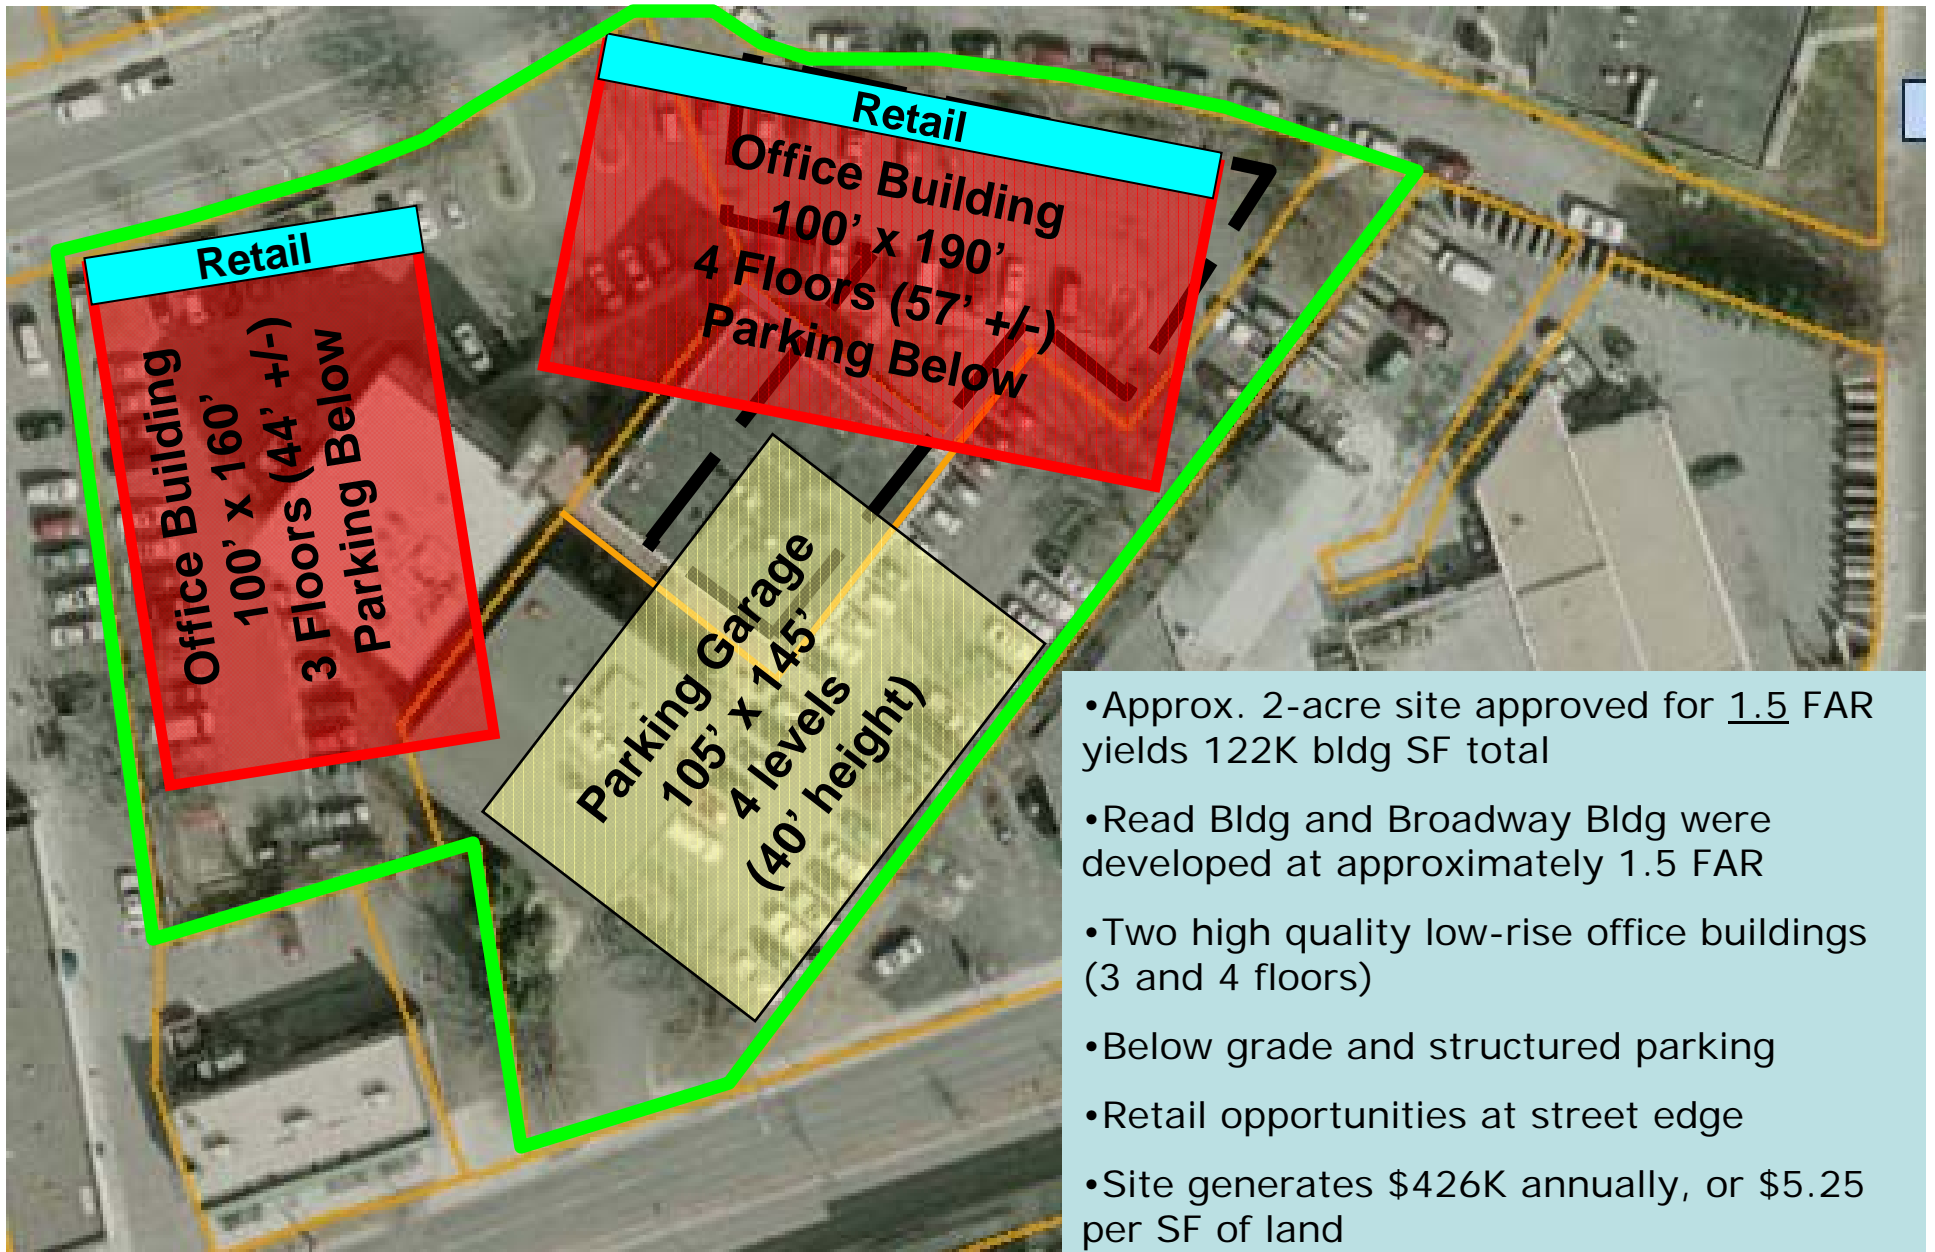 Retail
Office Building
100’ x 160’
3 Floors (44’ +/-)
Parking Below
Retail
Office Building
100’ x 190’
4 Floors (57’ +/-)
Parking Below
Parking Garage
105’ x 145’
4 levels
(40’ height)
•Approx. 2-acre site approved for 1.5 FAR
yields 122K bldg SF total
•Read Bldg and Broadway Bldg were
developed at approximately 1.5 FAR
•Two high quality low-rise office buildings
(3 and 4 floors)
•Below grade and structured parking
•Retail opportunities at street edge
•Site generates $426K annually, or $5.25
per SF of land